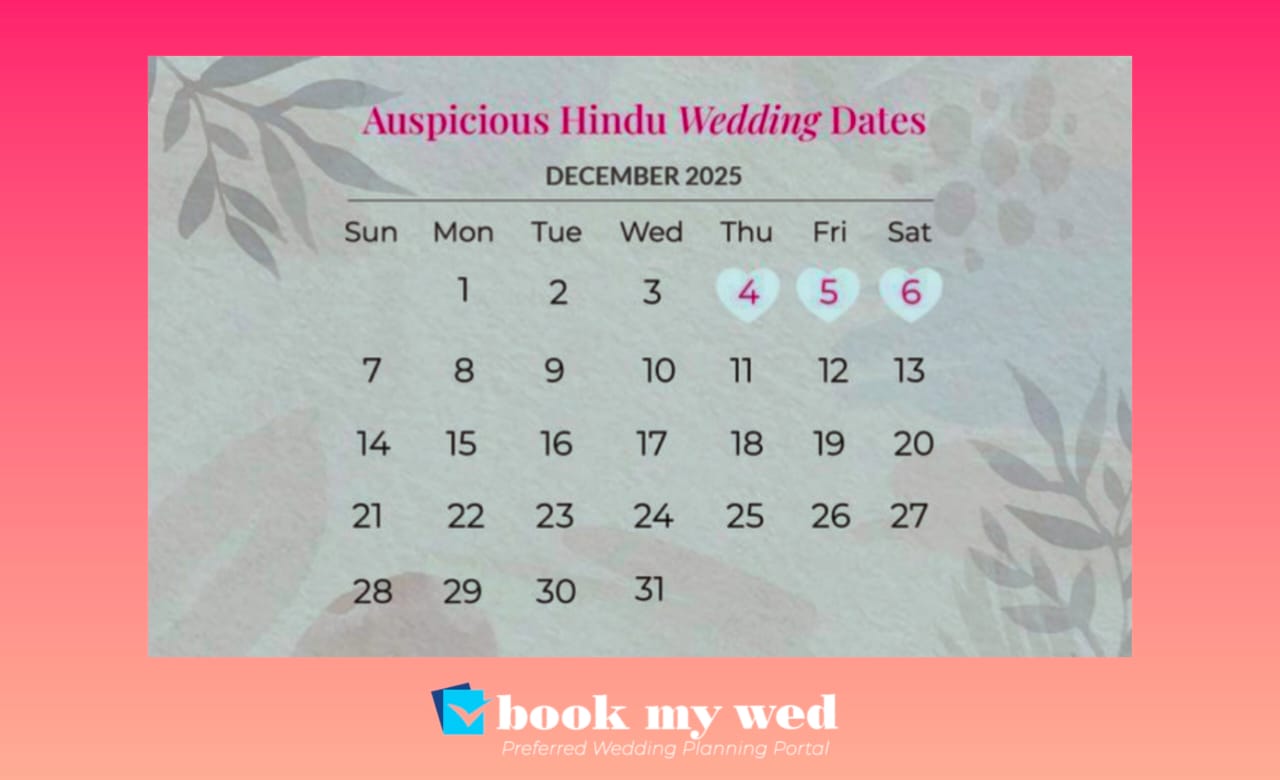 Auspicious Hindu Wedding Dates
DECEMBER 2025
Sun Mon Tue Wed Thu Fri Sat
1 2 3 4 5 6
7 8 9 10 11 12 13
14 15 16 17 18 19 20
21 22 23 24 25 26 27
28 29 30 31
book my wed
Preferred Wedding Planning Portal